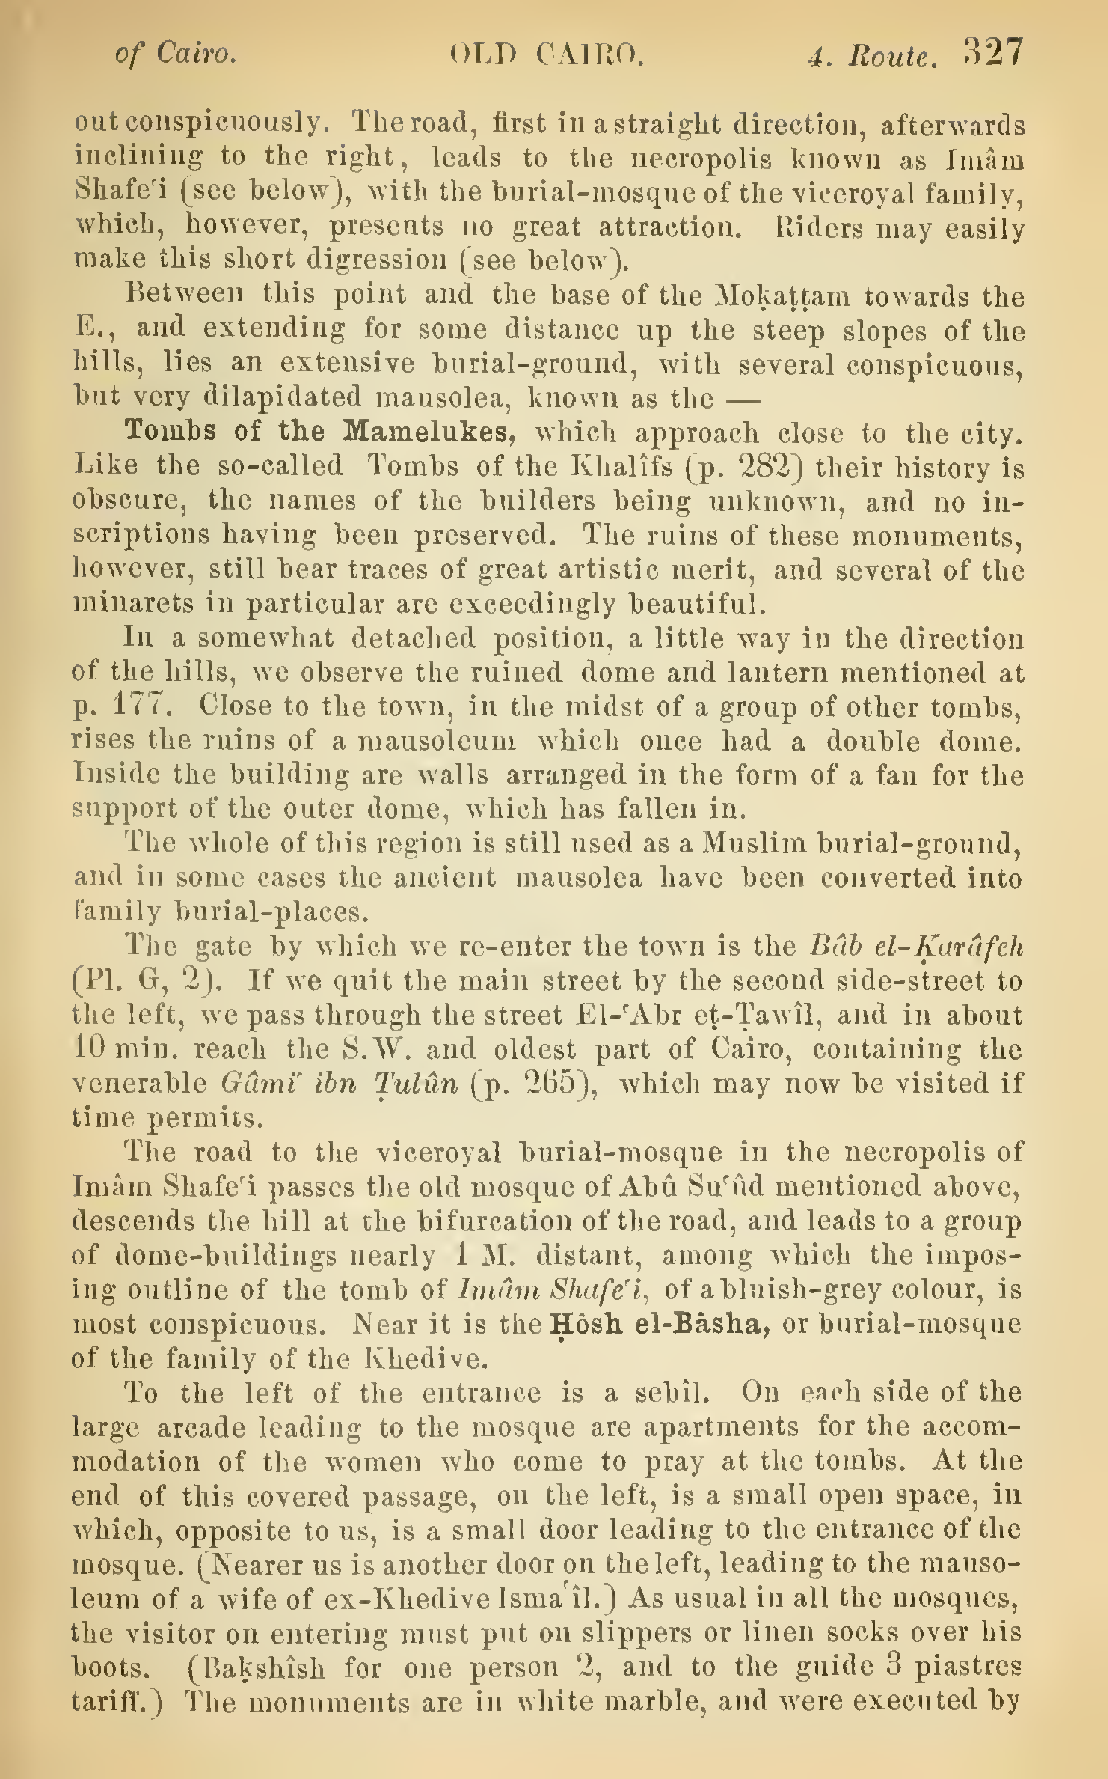 of Cairo. OLD CAIRO. 4. Route. 327
out conspicuously. The road, first in a straight direction, afterwards
inclining to the right, leads to the necropolis known as Imâm
Shafeʿi (see below), with the burial-mosque of the viceroyal family,
which, however, presents no great attraction. Riders may easily
make this short digression (see below).
Between this point and the base of the Moḳaṭṭam towards the
E., and extending for some distance up the steep slopes of the
hills, lies an extensive burial-ground, with several conspicuous,
but very dilapidated mausolea, known as the —
Tombs of the Mamelukes, which approach close to the city.
Like the so-called Tombs of the Khalîfs (p. 282) their history is
obscure, the names of the builders being unknown, and no in-
scriptions having been preserved. The ruins of these monuments,
however, still bear traces of great artistic merit, and several of the
minarets in particular are exceedingly beautiful.
In a somewhat detached position, a little way in the direction
of the hills, we observe the ruined dome and lantern mentioned at
p. 177. Close to the town, in the midst of a group of other tombs,
rises the ruins of a mausoleum which once had a double dome.
Inside the building are walls arranged in the form of a fan for the
support of the outer dome, which has fallen in.
The whole of this region is still used as a Muslim burial-ground,
and in some cases the ancient mausolea have been converted into
family burial-places.
The gate by which we re-enter the town is the Bâb el-Ḳarâfeh
(Pl. G, 2). If we quit the main street by the second side-street to
the left, we pass through the street El-ʿAbr eṭ-Ṭawîl, and in about
10 min. reach the S.W. and oldest part of Cairo, containing the
venerable Gâmiʿ ibn Ṭulûn (p. 265), which may now be visited if
time permits.
The road to the viceroyal burial-mosque in the necropolis of
Imâm Shafeʿi passes the old mosque of Abû Suʿûd mentioned above,
descends the hill at the bifurcation of the road, and leads to a group
of dome-buildings nearly 1 M. distant, among which the impos-
ing outline of the tomb of Imâm Shafeʿi, of a bluish-grey colour, is
most conspicuous. Near it is the Ḥôsh el-Bâsha, or burial-mosque
of the family of the Khedive.
To the left of the entrance is a sebîl. On each side of the
large arcade leading to the mosque are apartments for the accom-
modation of the women who come to pray at the tombs. At the
end of this covered passage, on the left, is a small open space, in
which, opposite to us, is a small door leading to the entrance of the
mosque. (Nearer us is another door on the left, leading to the mauso-
leum of a wife of ex-Khedive Ismaʿîl.) As usual in all the mosques,
the visitor on entering must put on slippers or linen socks over his
boots. (Baḳshîsh for one person 2, and to the guide 3 piastres
tariff.) The monuments are in white marble, and were executed by